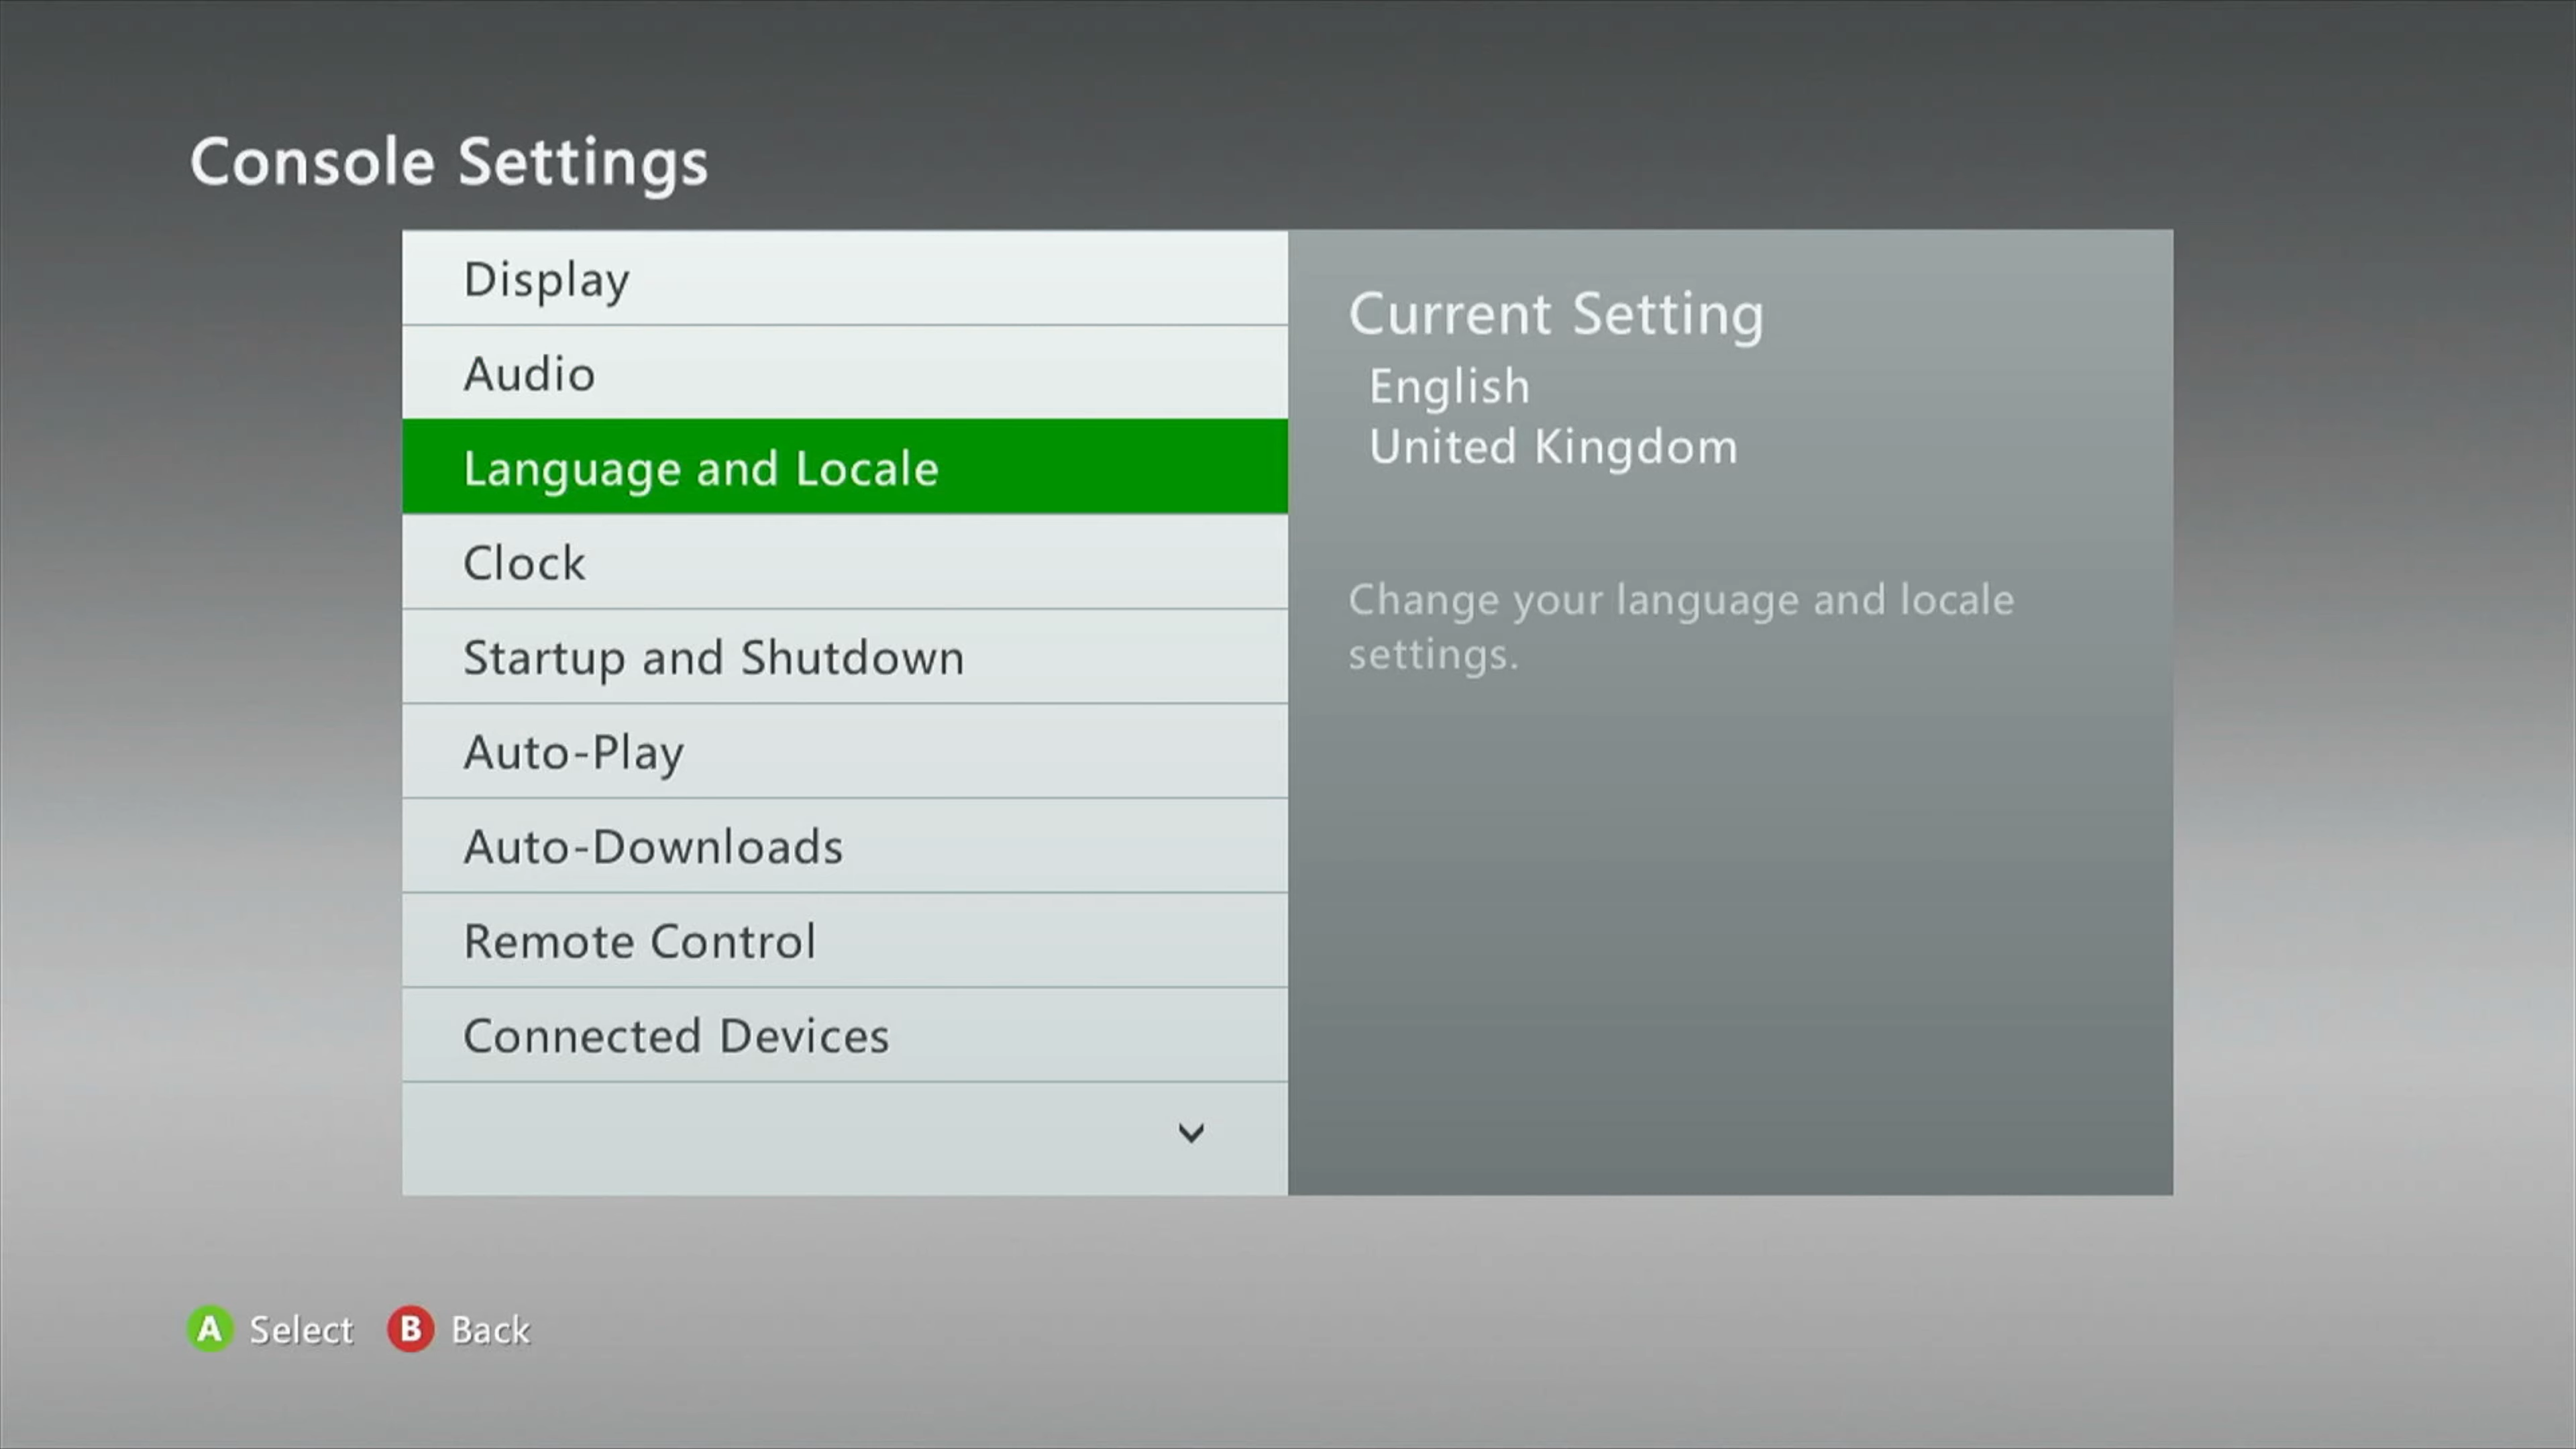 Console Settings
Display
Audio
Language and Locale
Clock
Startup and Shutdown
Auto-Play
Auto-Downloads
Remote Control
Connected Devices
Current Setting
English
United Kingdom
Change your language and locale
settings.
A Select B Back